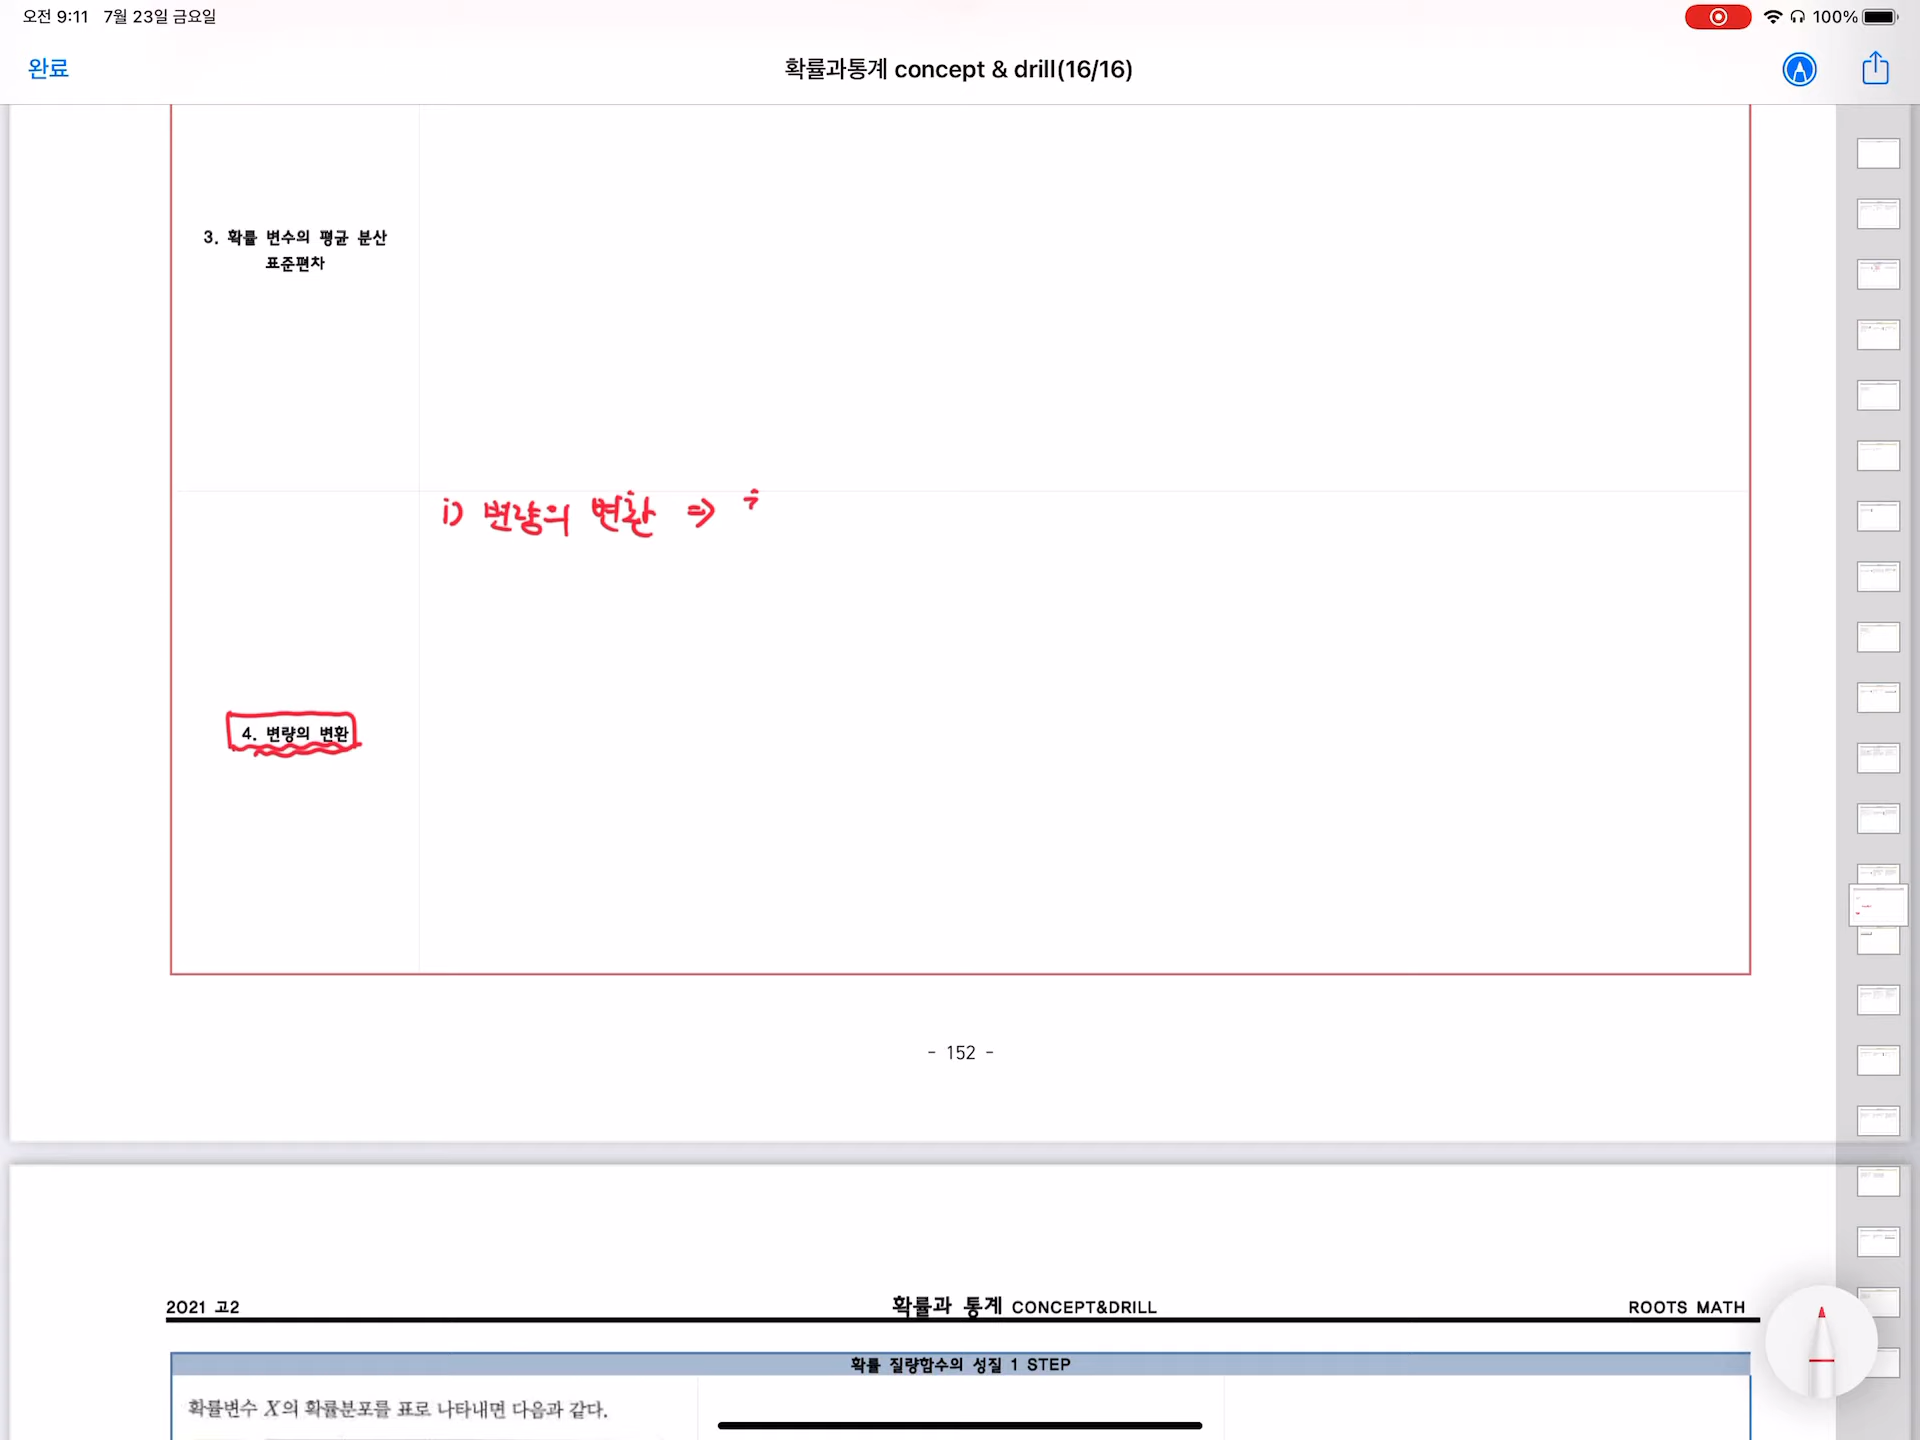 오전 9:11 7월 23일 금요일
100%
완료
확률과통계 concept & drill(16/16)
3. 확률 변수의 평균 분산
표준편차
i) 변량의 변환 ⇒
4. 변량의 변환
- 152 -
2021 고2
확률과 통계 CONCEPT&DRILL
ROOTS MATH
확률 질량함수의 성질 1 STEP
확률변수 X의 확률분포를 표로 나타내면 다음과 같다.